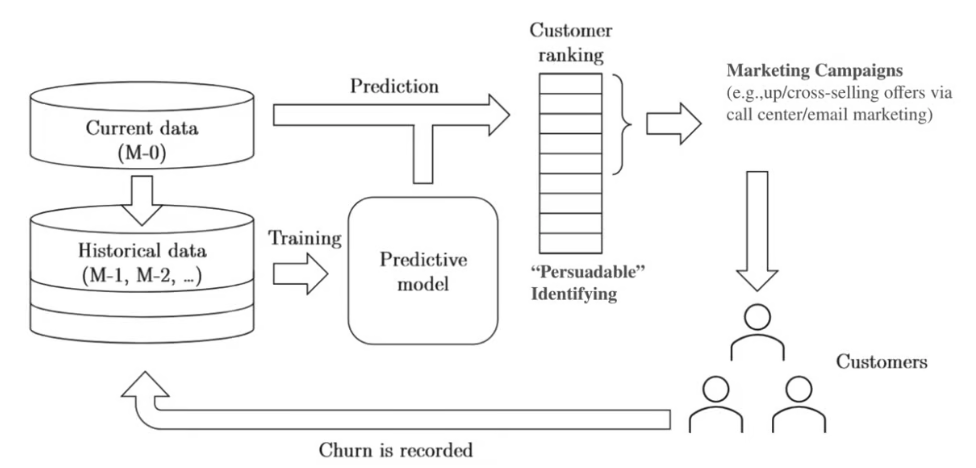 Customer
ranking
Prediction
Marketing Campaigns
(e.g.,up/cross-selling offers via
call center/email marketing)
Current data
(M-0)
Historical data
(M-1, M-2, ...)
Training
Predictive
model
“Persuadable”
Identifying
Customers
Churn is recorded